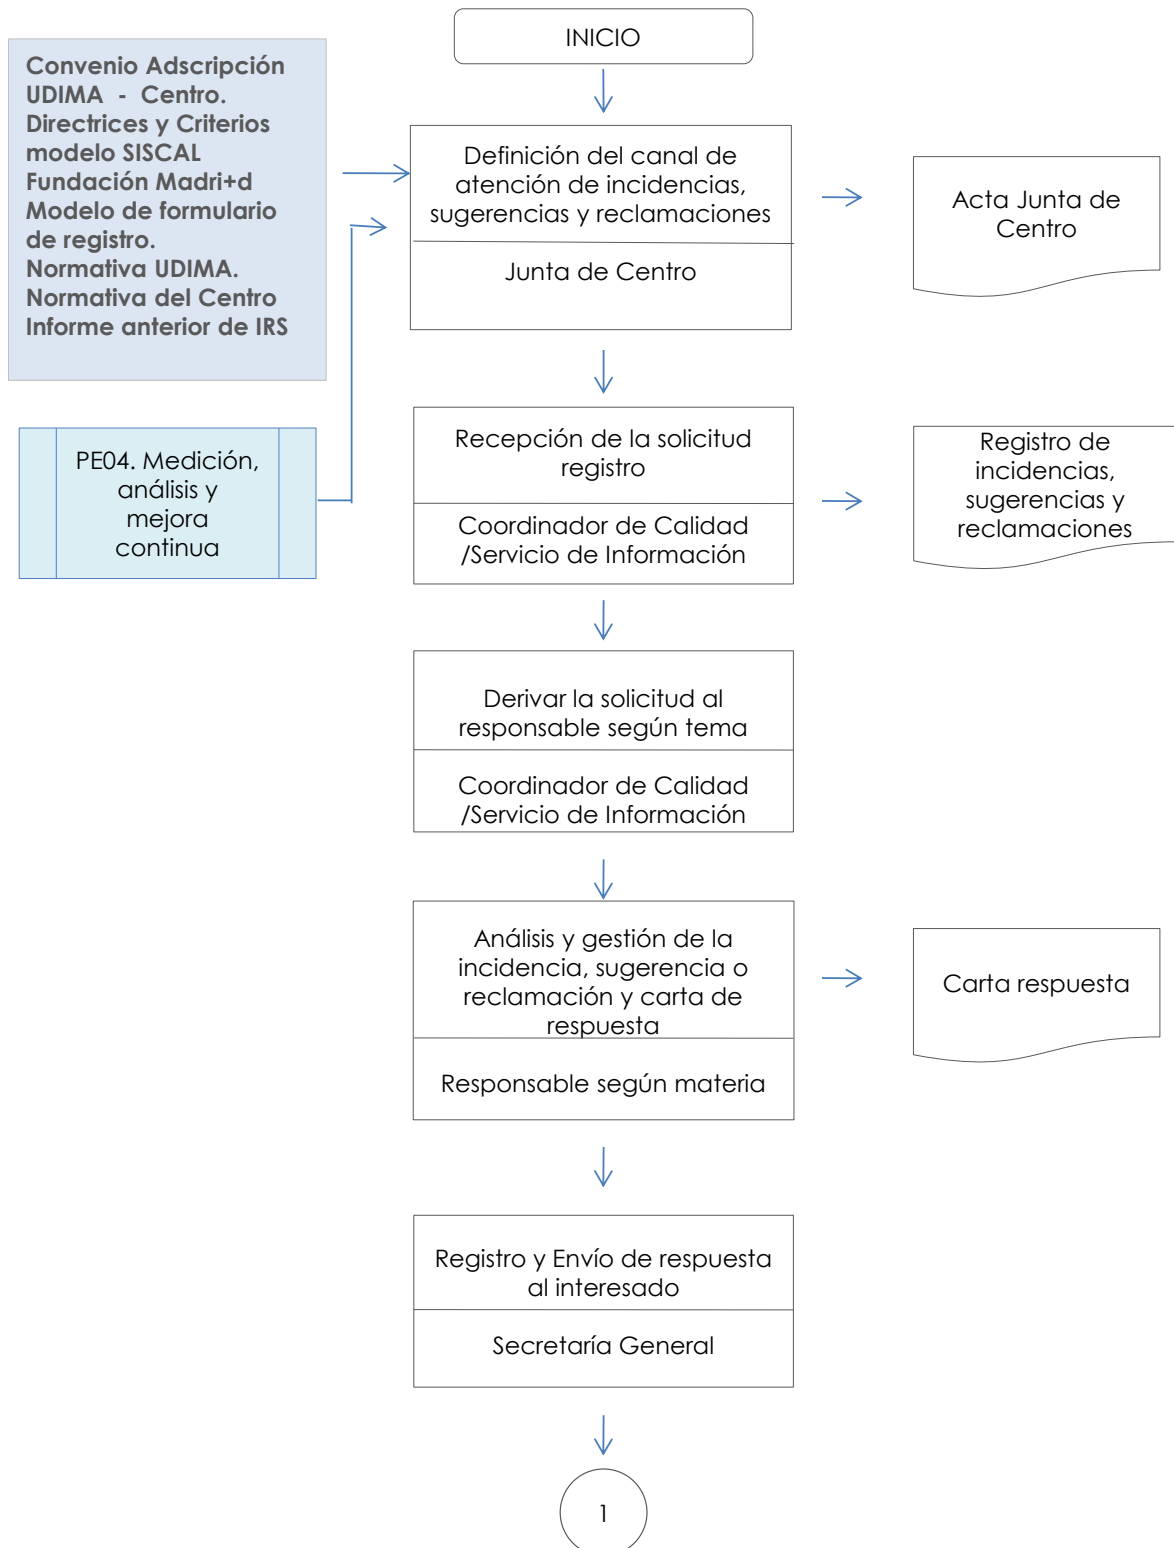 INICIO
Convenio Adscripción
UDIMA - Centro.
Directrices y Criterios
modelo SISCAL
Fundación Madri+d
Modelo de formulario
de registro.
Normativa UDIMA.
Normativa del Centro
Informe anterior de IRS
Definición del canal de
atención de incidencias,
sugerencias y reclamaciones
Junta de Centro
Acta Junta de
Centro
PE04. Medición,
análisis y
mejora
continua
Recepción de la solicitud
registro
Coordinador de Calidad
/Servicio de Información
Registro de
incidencias,
sugerencias y
reclamaciones
Derivar la solicitud al
responsable según tema
Coordinador de Calidad
/Servicio de Información
Análisis y gestión de la
incidencia, sugerencia o
reclamación y carta de
respuesta
Responsable según materia
Carta respuesta
Registro y Envío de respuesta
al interesado
Secretaría General
1